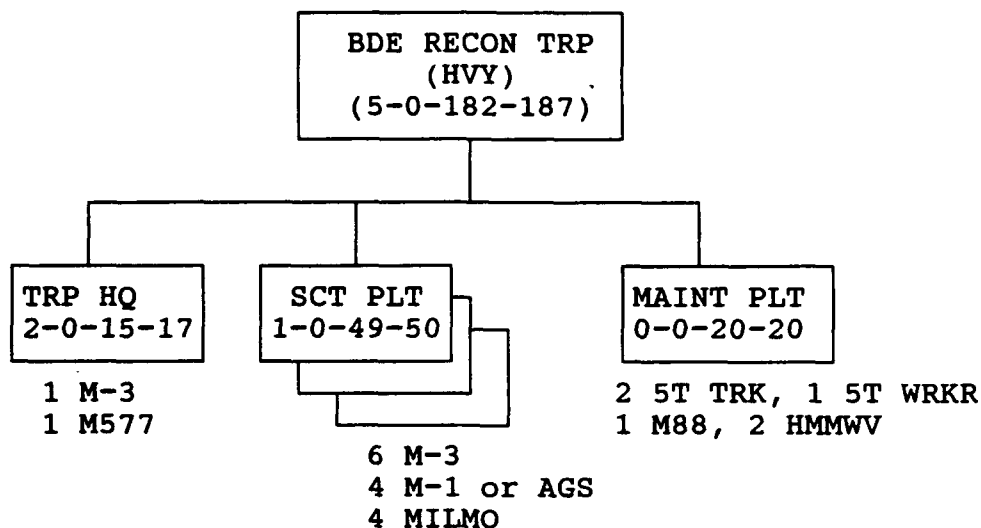 BDE RECON TRP
(HVY)
(5-0-182-187)
TRP HQ
2-0-15-17
1 M-3
1 M577
SCT PLT
1-0-49-50
6 M-3
4 M-1 or AGS
4 MILMO
MAINT PLT
0-0-20-20
2 5T TRK, 1 5T WRKR
1 M88, 2 HMMWV